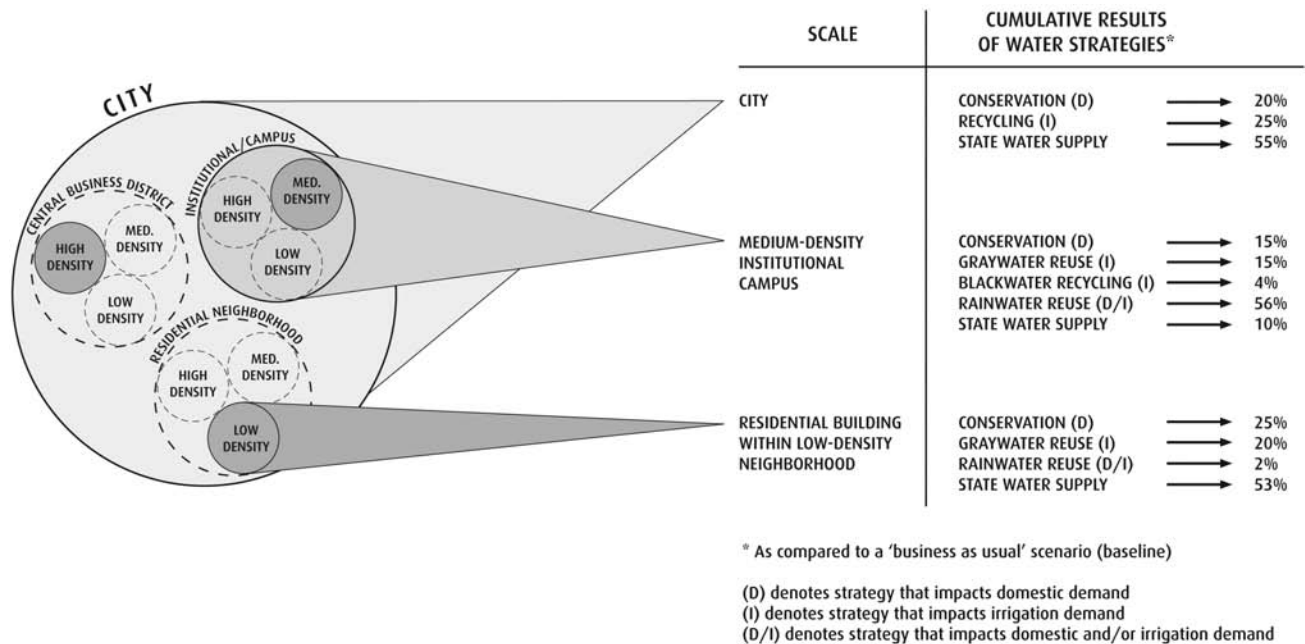 CITY
INSTITUTIONAL/CAMPUS
HIGH
DENSITY
MED.
DENSITY
LOW
DENSITY
CENTRAL BUSINESS DISTRICT
HIGH
DENSITY
MED.
DENSITY
LOW
DENSITY
RESIDENTIAL NEIGHBORHOOD
HIGH
DENSITY
MED.
DENSITY
LOW
DENSITY
SCALE
CUMULATIVE RESULTS
OF WATER STRATEGIES*
CITY
CONSERVATION (D) 20%
RECYCLING (I) 25%
STATE WATER SUPPLY 55%
MEDIUM-DENSITY
INSTITUTIONAL
CAMPUS
CONSERVATION (D) 15%
GRAYWATER REUSE (I) 15%
BLACKWATER RECYCLING (I) 4%
RAINWATER REUSE (D/I) 56%
STATE WATER SUPPLY 10%
RESIDENTIAL BUILDING
WITHIN LOW-DENSITY
NEIGHBORHOOD
CONSERVATION (D) 25%
GRAYWATER REUSE (I) 20%
RAINWATER REUSE (D/I) 2%
STATE WATER SUPPLY 53%
* As compared to a 'business as usual' scenario (baseline)
(D) denotes strategy that impacts domestic demand
(I) denotes strategy that impacts irrigation demand
(D/I) denotes strategy that impacts domestic and/or irrigation demand